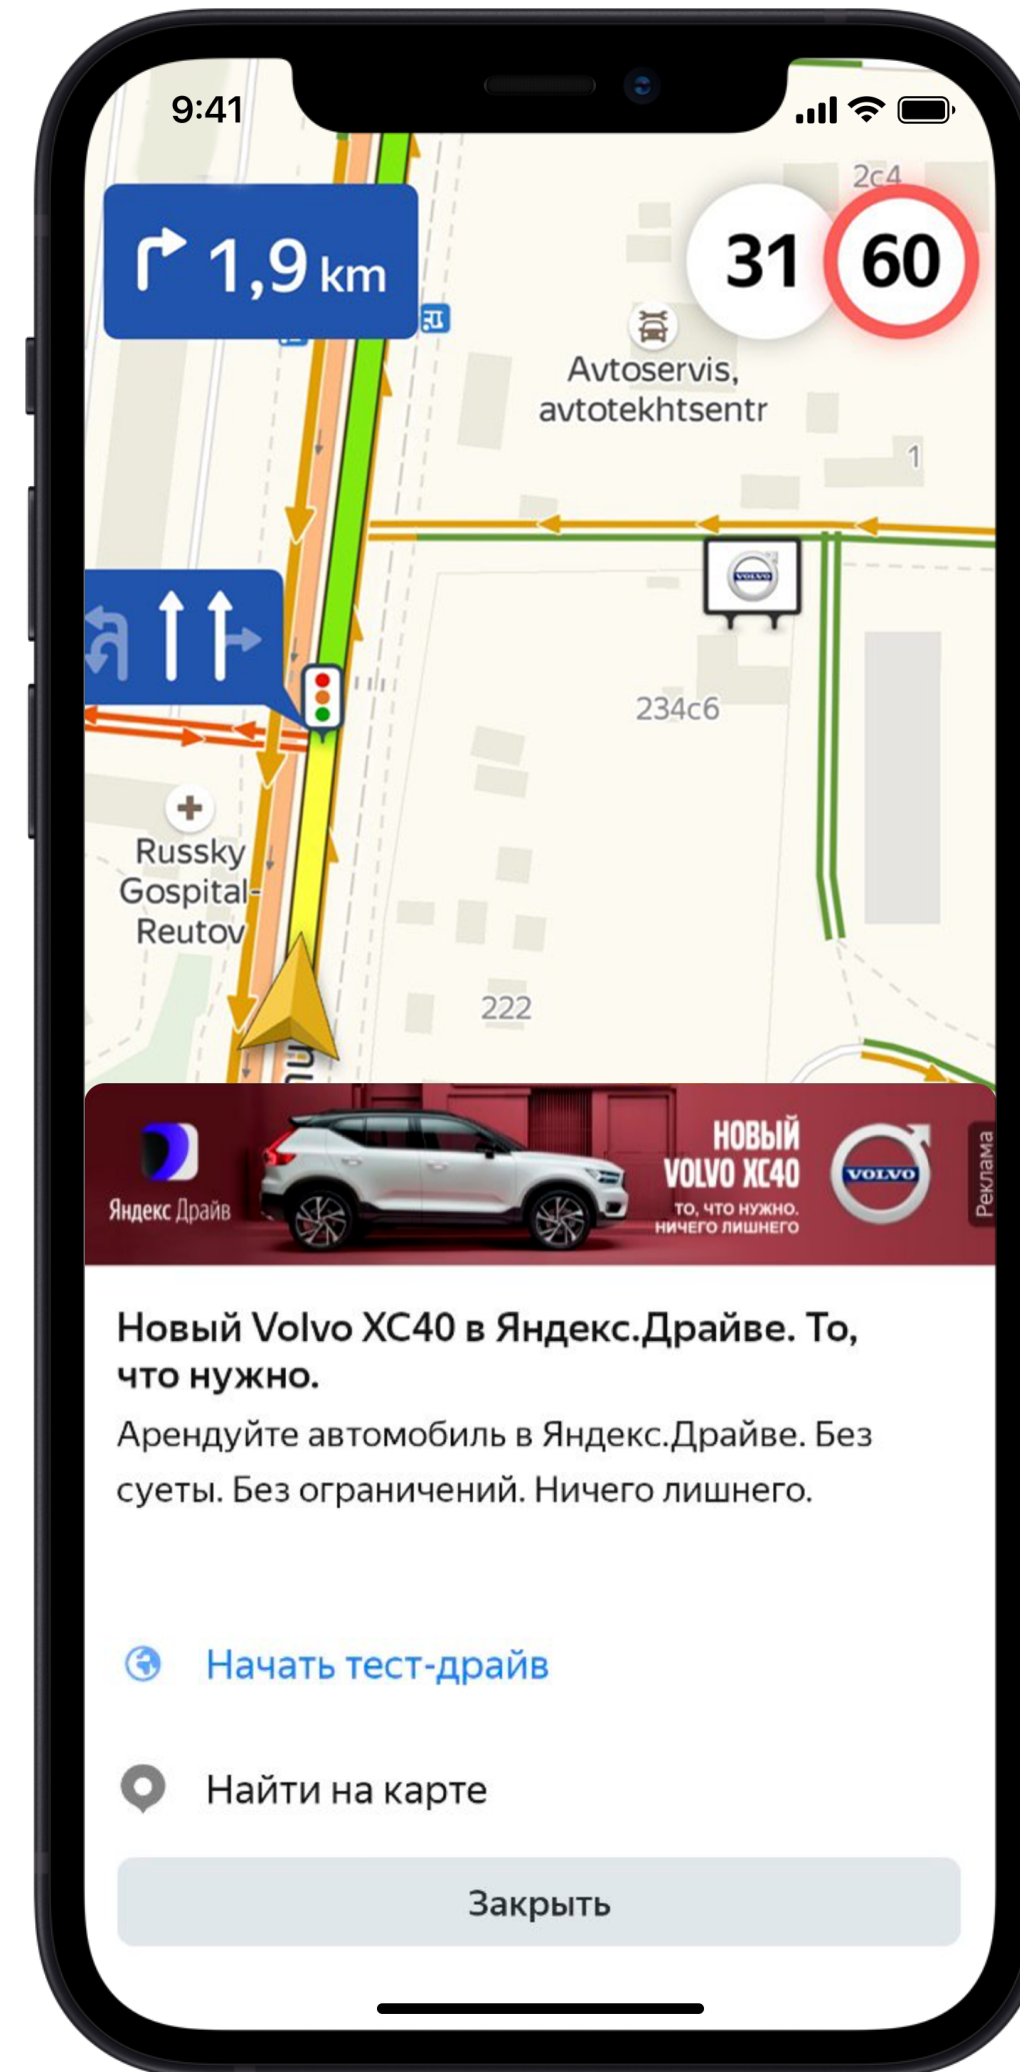 9:41
2c4
1,9 km
31
60
Avtoservis,
avtotekhtsentr
1
VOLVO
234c6
Russky
Gospital-
Reutov
222
Яндекс Драйв
НОВЫЙ
VOLVO XC40
ТО, ЧТО НУЖНО.
НИЧЕГО ЛИШНЕГО
VOLVO
Реклама
Новый Volvo XC40 в Яндекс.Драйве. То,
что нужно.
Арендуйте автомобиль в Яндекс.Драйве. Без
суеты. Без ограничений. Ничего лишнего.
Начать тест-драйв
Найти на карте
Закрыть